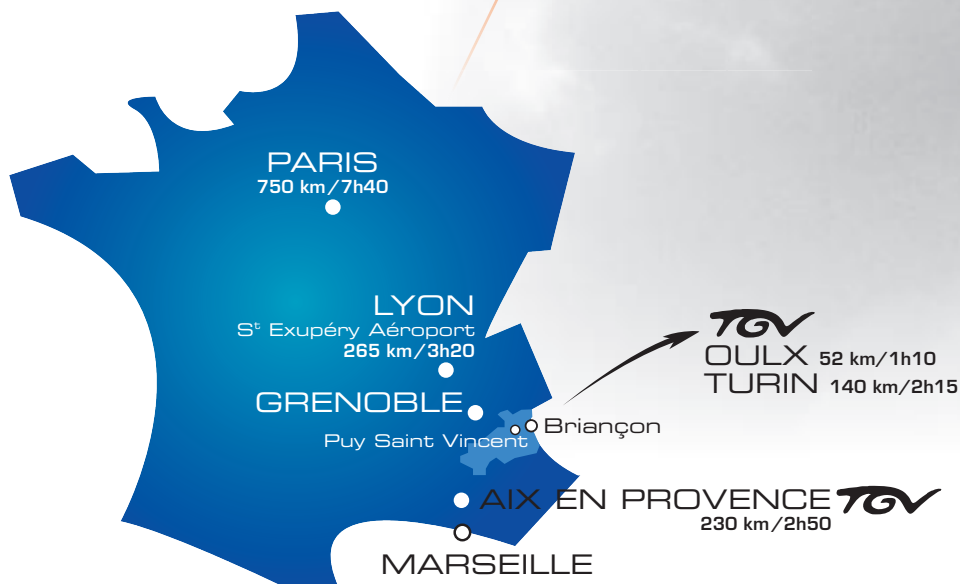 PARIS
750 km/7h40
LYON
St Exupéry Aéroport
265 km/3h20
TGV
OULX 52 km/1h10
TURIN 140 km/2h15
GRENOBLE
Briançon
Puy Saint Vincent
AIX EN PROVENCE TGV
230 km/2h50
MARSEILLE